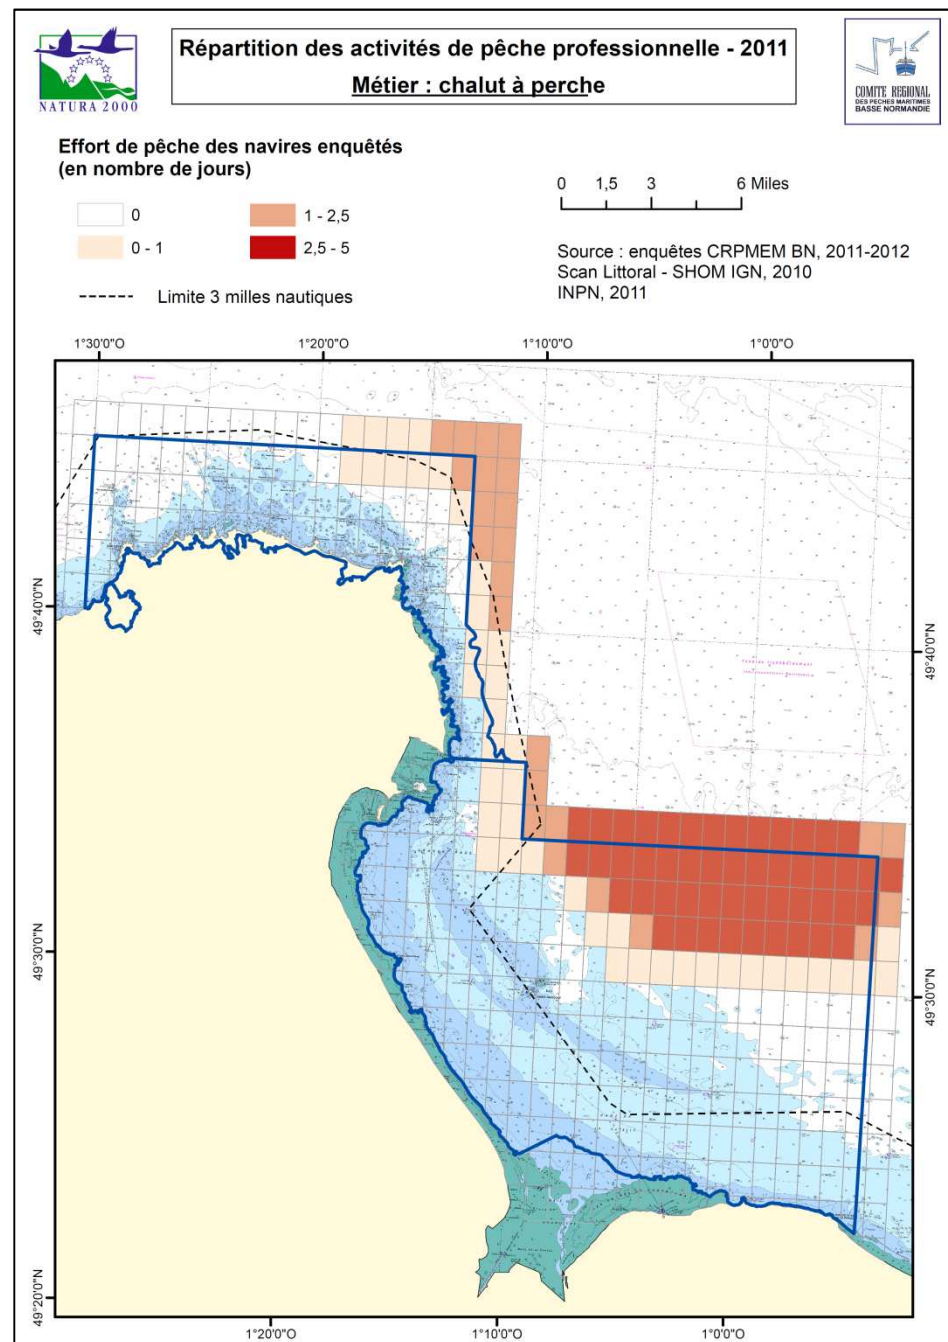 Répartition des activités de pêche professionnelle - 2011
Métier : chalut à perche
NATURA 2000
COMITE REGIONAL
DES PECHES MARITIMES
BASSE NORMANDIE
Effort de pêche des navires enquêtés
(en nombre de jours)
0
1 - 2,5
0 - 1
2,5 - 5
Limite 3 milles nautiques
0 1,5 3 6 Miles
Source : enquêtes CRPMEM BN, 2011-2012
Scan Littoral - SHOM IGN, 2010
INPN, 2011
1°30'0"O 1°20'0"O 1°10'0"O 1°0'0"O
49°40'0"N
49°40'0"N
49°30'0"N
49°30'0"N
49°20'0"N
1°20'0"O 1°10'0"O 1°0'0"O